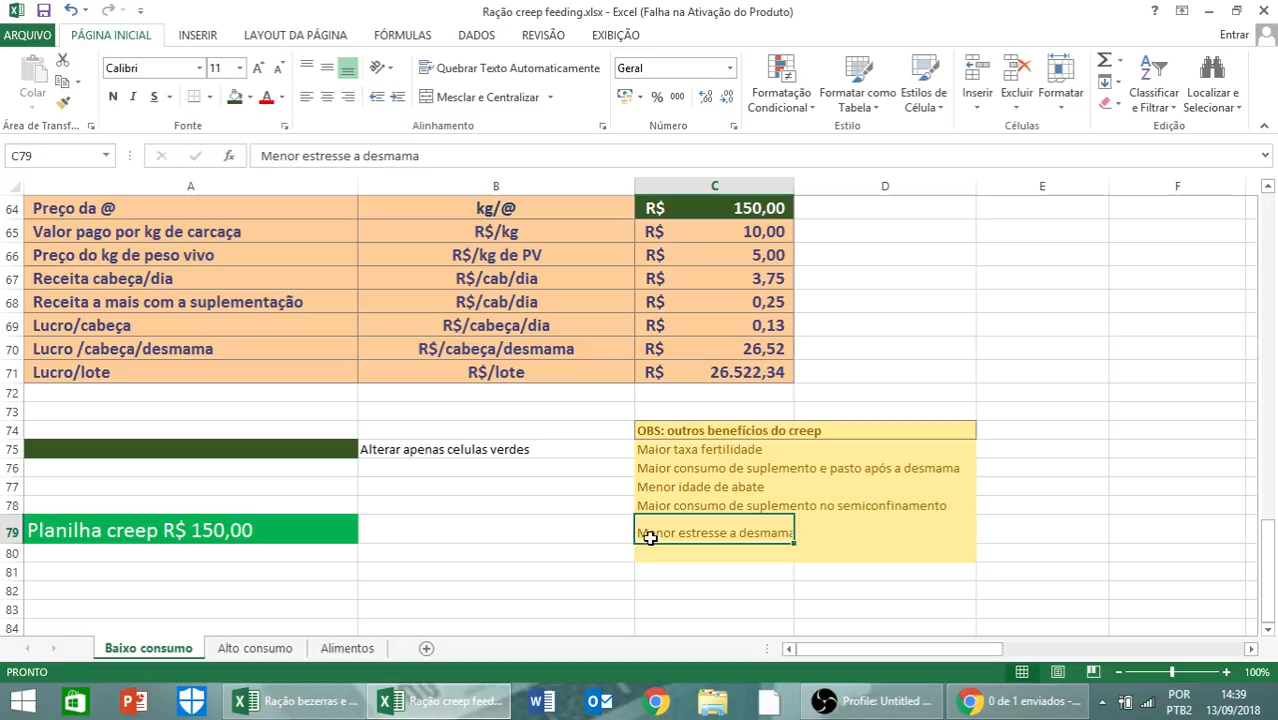 Ração creep feeding.xlsx - Excel (Falha na Ativação do Produto)
ARQUIVO PÁGINA INICIAL INSERIR LAYOUT DA PÁGINA FÓRMULAS DADOS REVISÃO EXIBIÇÃO Entrar
Colar
Calibri 11
N I S
Quebrar Texto Automaticamente
Mesclar e Centralizar
Geral
% 000
Formatação Condicional
Formatar como Tabela
Estilos de Célula
Inserir Excluir Formatar
Classificar e Filtrar
Localizar e Selecionar
Área de Transf... Fonte Alinhamento Número Estilo Células Edição
C79 fx Menor estresse a desmama
A B C D E F
64 Preço da @ kg/@ R$ 150,00
65 Valor pago por kg de carcaça R$/kg R$ 10,00
66 Preço do kg de peso vivo R$/kg de PV R$ 5,00
67 Receita cabeça/dia R$/cab/dia R$ 3,75
68 Receita a mais com a suplementação R$/cab/dia R$ 0,25
69 Lucro/cabeça R$/cabeça/dia R$ 0,13
70 Lucro /cabeça/desmama R$/cabeça/desmama R$ 26,52
71 Lucro/lote R$/lote R$ 26.522,34
72
73
74 OBS: outros benefícios do creep
75 Alterar apenas celulas verdes Maior taxa fertilidade
76 Maior consumo de suplemento e pasto após a desmama
77 Menor idade de abate
78 Maior consumo de suplemento no semiconfinamento
79 Planilha creep R$ 150,00 Menor estresse a desmama
80
81
82
83
84
Baixo consumo Alto consumo Alimentos
PRONTO 100%
Ração bezerras e ... Ração creep feed... Profile: Untitled ... 0 de 1 enviados -... POR 14:39
PTB2 13/09/2018